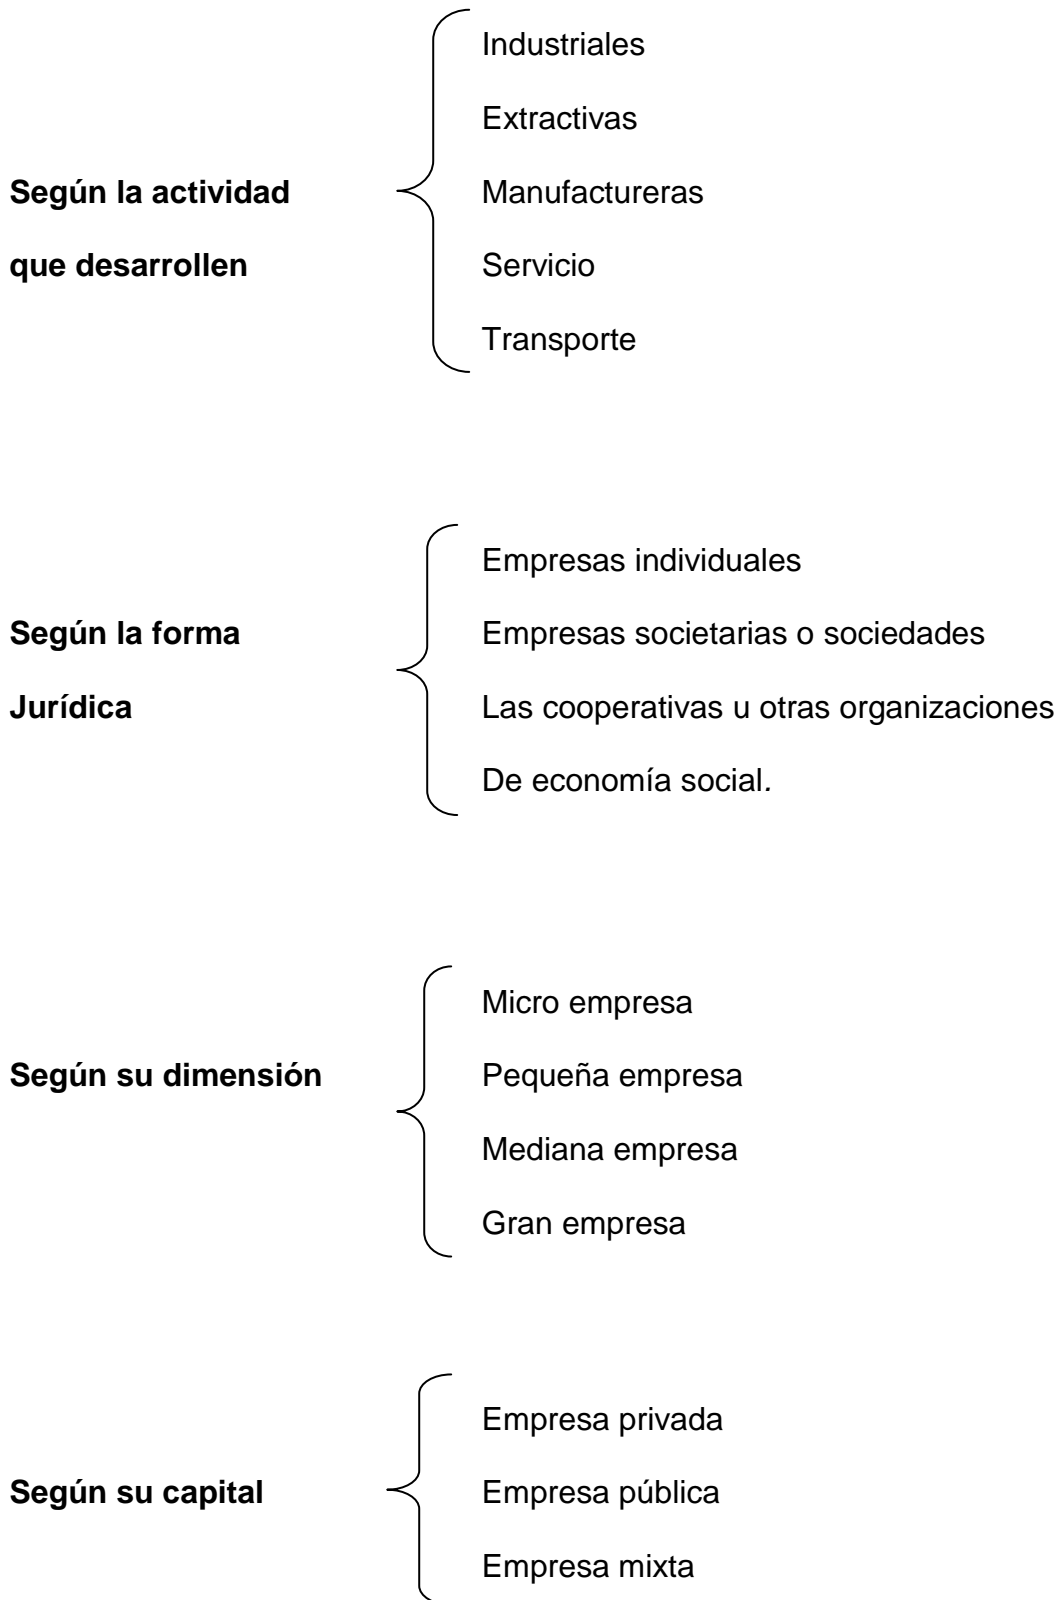 Industriales
Extractivas
Según la actividad
Manufactureras
que desarrollen
Servicio
Transporte
Empresas individuales
Según la forma
Empresas societarias o sociedades
Jurídica
Las cooperativas u otras organizaciones
De economía social.
Micro empresa
Según su dimensión
Pequeña empresa
Mediana empresa
Gran empresa
Empresa privada
Según su capital
Empresa pública
Empresa mixta